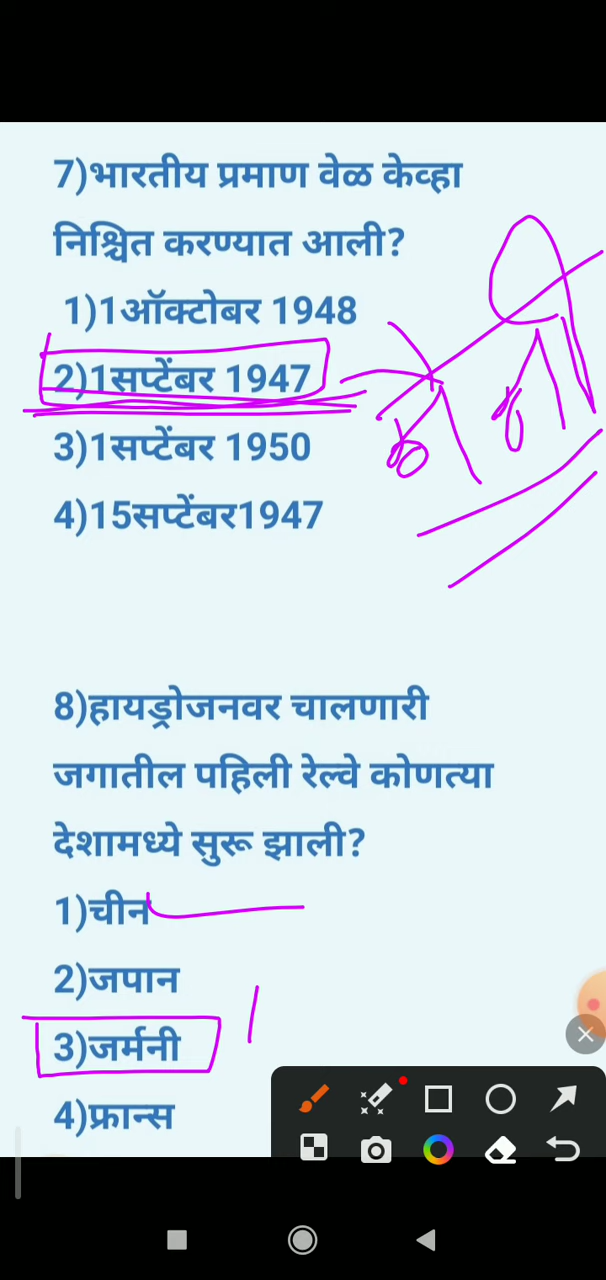 7)भारतीय प्रमाण वेळ केव्हा
निश्चित करण्यात आली?
1)1ऑक्टोबर 1948
2)1सप्टेंबर 1947
3)1सप्टेंबर 1950
4)15सप्टेंबर1947
8)हायड्रोजनवर चालणारी
जगातील पहिली रेल्वे कोणत्या
देशामध्ये सुरू झाली?
1)चीन
2)जपान
3)जर्मनी
4)फ्रान्स